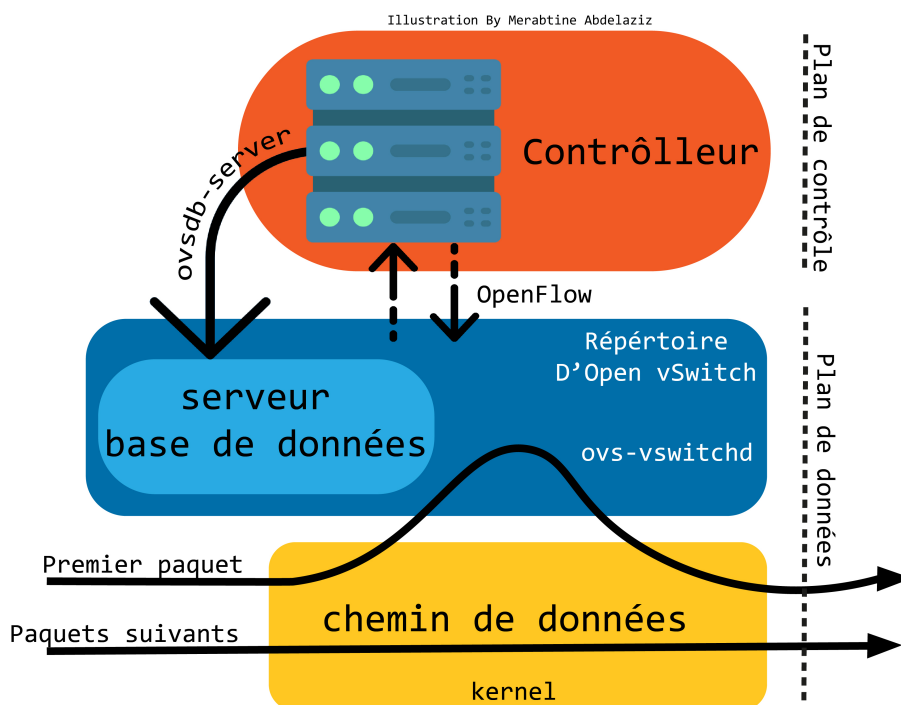 Illustration By Merabtine Abdelaziz
Plan de contrôle
ovsdb-server
Contrôlleur
OpenFlow
Répértoire
D’Open vSwitch
Plan de données
serveur
base de données
ovs-vswitchd
Premier paquet
chemin de données
Paquets suivants
kernel